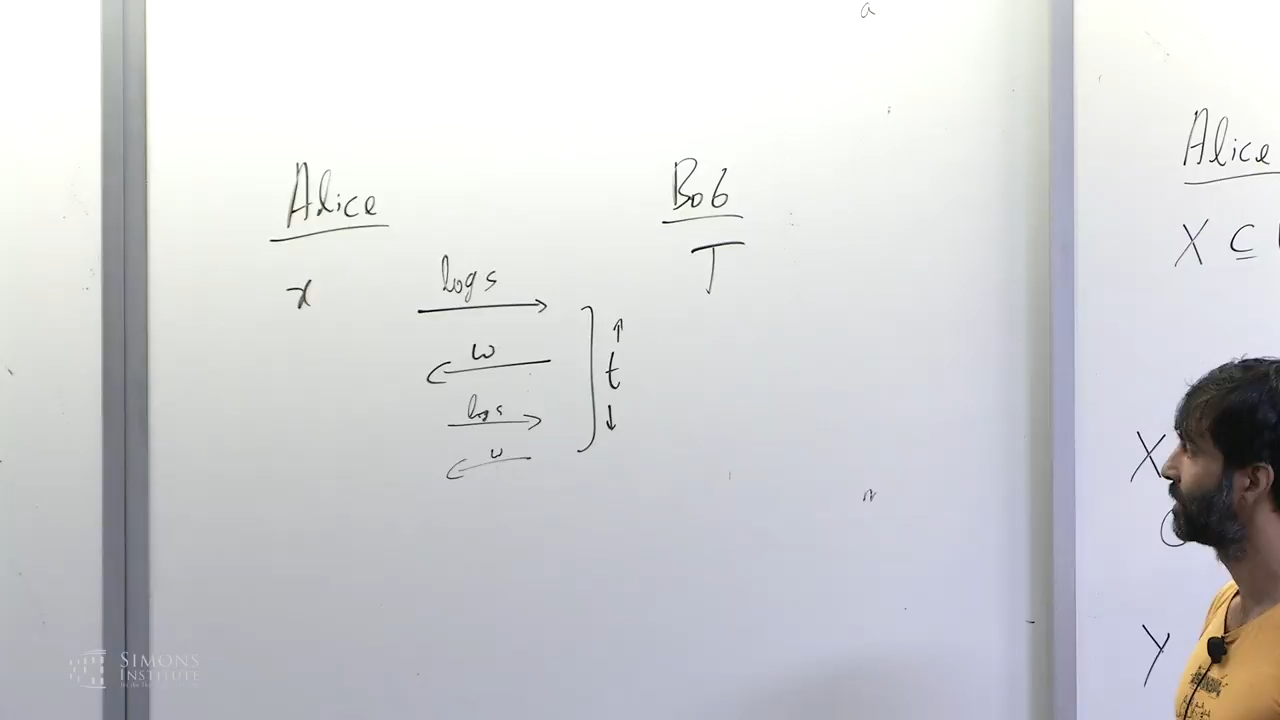 a
Alice Bob
x T
log s
w
t
log s
w
n
Alice
X ⊆
X
Y
SIMONS
INSTITUTE